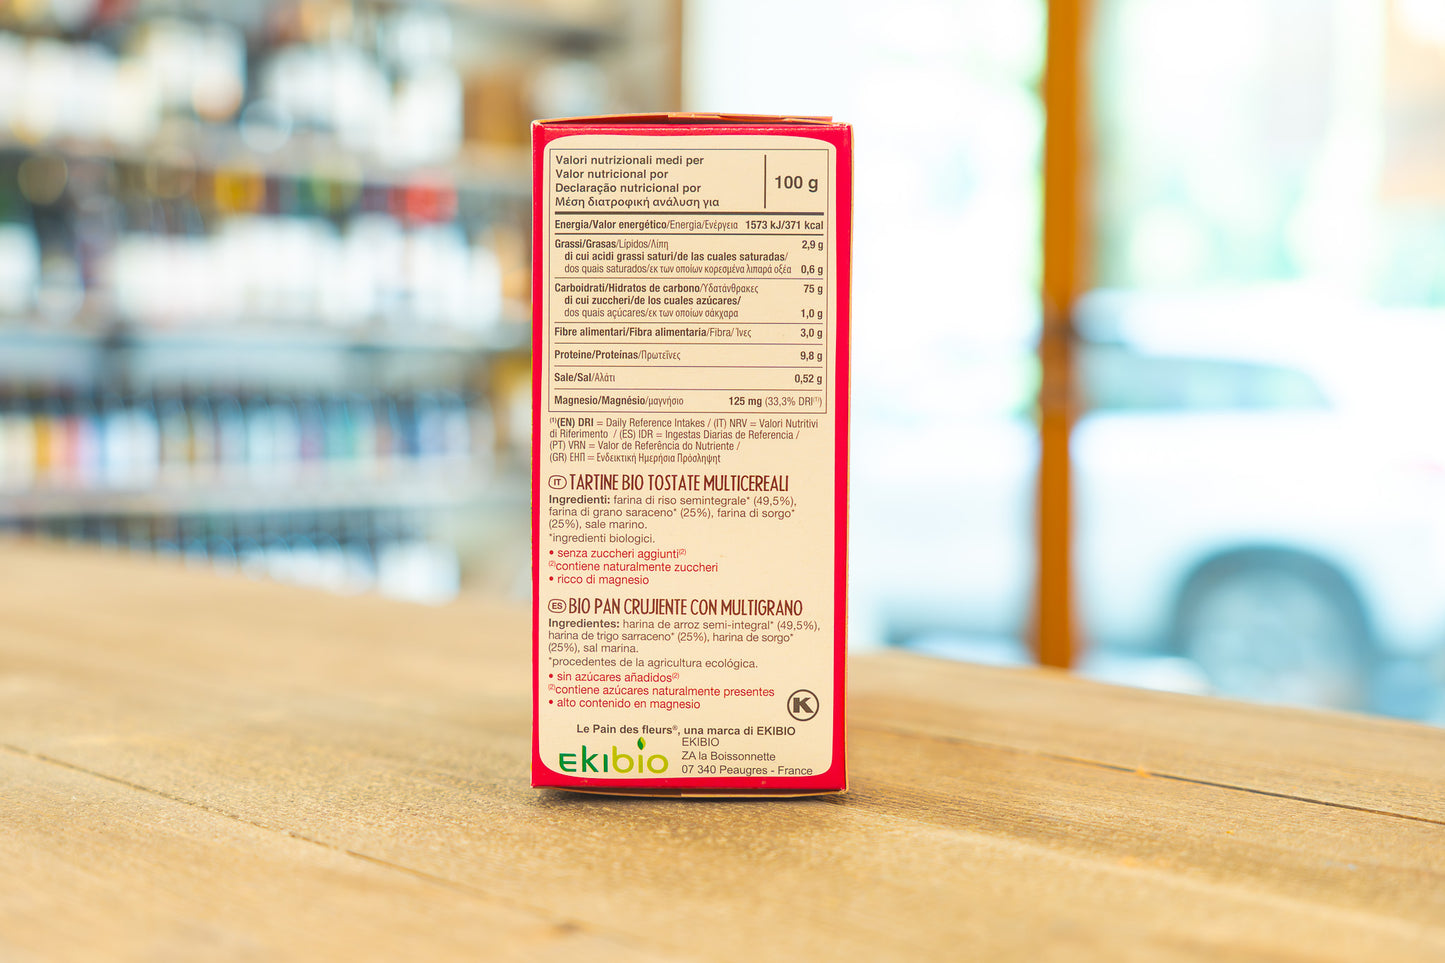 Valori nutrizionali medi per
Valor nutricional por
Declaração nutricional por
Μέση διατροφική ανάλυση για
100 g
Energia/Valor energético/Energia/Ενέργεια 1573 kJ/371 kcal
Grassi/Grasas/Lípidos/Λίπη 2,9 g
di cui acidi grassi saturi/de las cuales saturadas/
dos quais saturados/εκ των οποίων κορεσμένα λιπαρά οξέα 0,6 g
Carboidrati/Hidratos de carbono/Υδατάνθρακες 75 g
di cui zuccheri/de los cuales azúcares/
dos quais açúcares/εκ των οποίων σάκχαρα 1,0 g
Fibre alimentari/Fibra alimentaria/Fibra/Ίνες 3,0 g
Proteine/Proteínas/Πρωτεΐνες 9,8 g
Sale/Sal/Αλάτι 0,52 g
Magnesio/Magnésio/μαγνήσιο 125 mg (33,3% DRI⁽¹⁾)
⁽¹⁾(EN) DRI = Daily Reference Intakes / (IT) NRV = Valori Nutritivi
di Riferimento / (ES) IDR = Ingestas Diarias de Referencia /
(PT) VRN = Valor de Referência do Nutriente /
(GR) ΕΗΠ = Ενδεικτική Ημερήσια Πρόσληψητ
IT TARTINE BIO TOSTATE MULTICEREALI
Ingredienti: farina di riso semintegrale* (49,5%),
farina di grano saraceno* (25%), farina di sorgo*
(25%), sale marino.
*ingredienti biologici.
• senza zuccheri aggiunti⁽²⁾
⁽²⁾contiene naturalmente zuccheri
• ricco di magnesio
ES BIO PAN CRUJIENTE CON MULTIGRANO
Ingredientes: harina de arroz semi-integral* (49,5%),
harina de trigo sarraceno* (25%), harina de sorgo*
(25%), sal marina.
*procedentes de la agricultura ecológica.
• sin azúcares añadidos⁽²⁾
⁽²⁾contiene azúcares naturalmente presentes
• alto contenido en magnesio
K
Le Pain des fleurs®, una marca di EKIBIO
EKIBIO
ekibio
ZA la Boissonnette
07 340 Peaugres - France